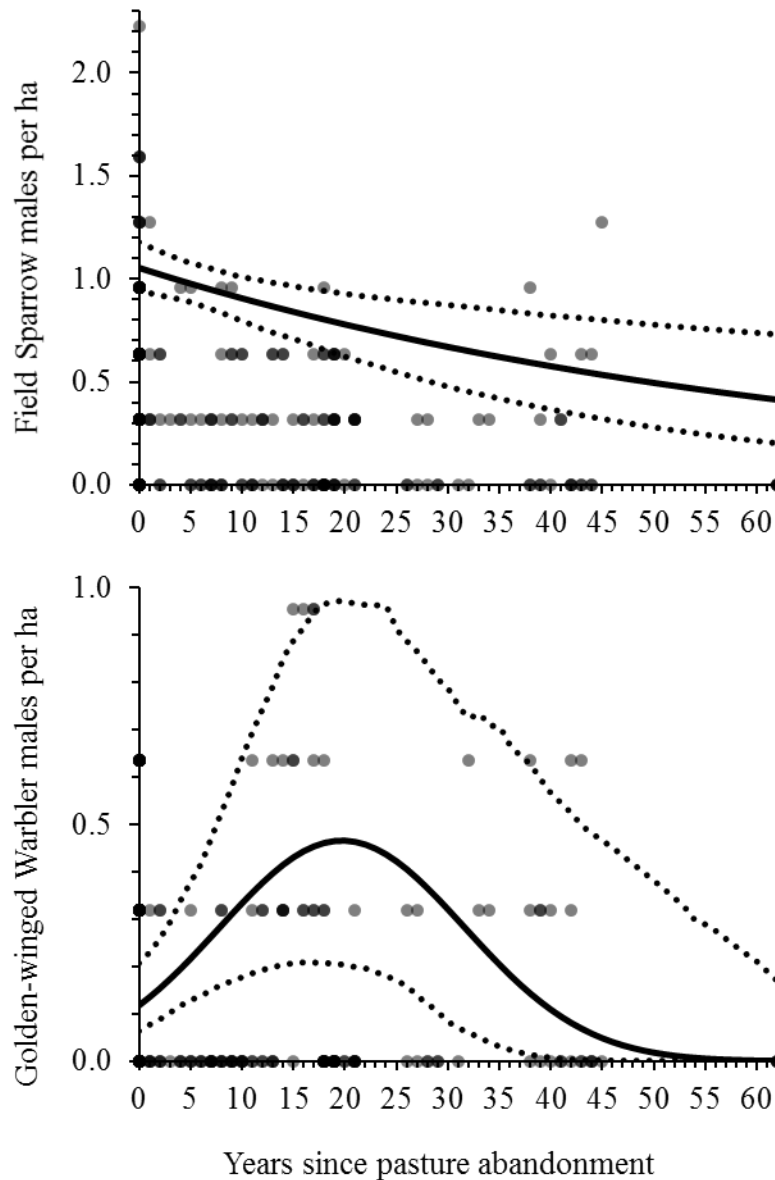 Field Sparrow males per ha
2.0
1.5
1.0
0.5
0.0
0 5 10 15 20 25 30 35 40 45 50 55 60
Golden-winged Warbler males per ha
1.0
0.5
0.0
0 5 10 15 20 25 30 35 40 45 50 55 60
Years since pasture abandonment